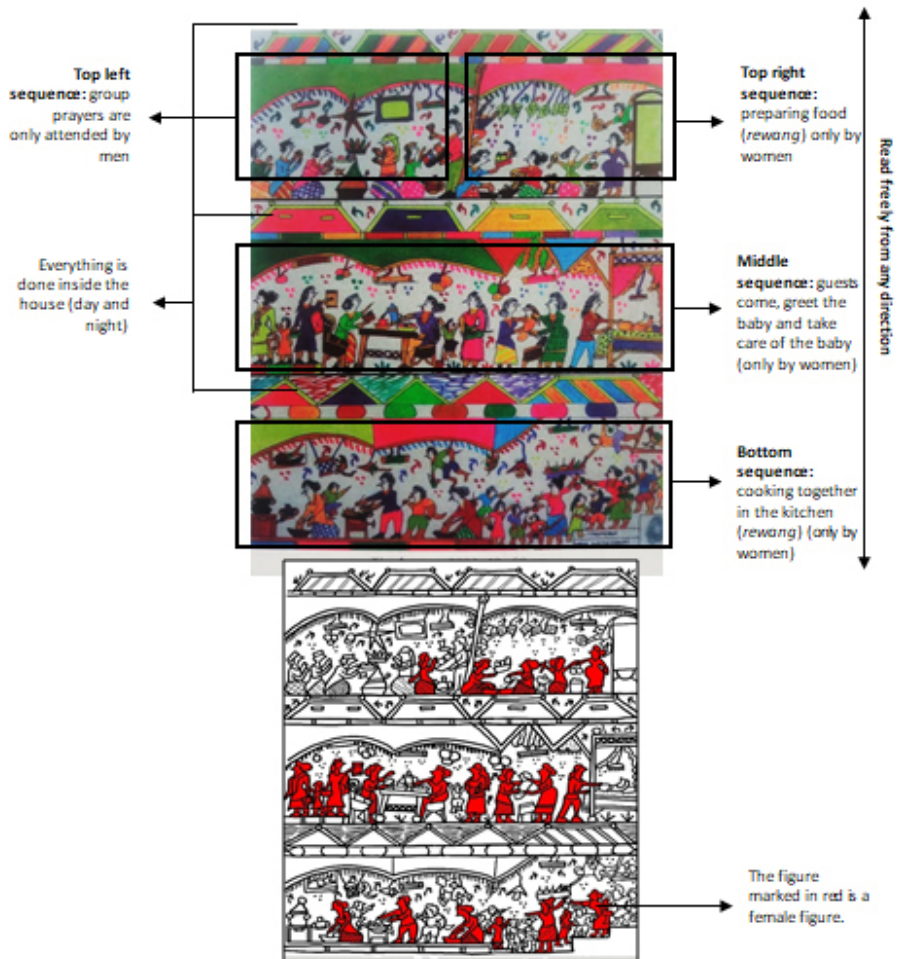 Top left
sequence: group
prayers are
only attended by
men
Top right
sequence:
preparing food
(rewang) only by
women
Read freely from any direction
Everything is
done inside the
house (day and
night)
Middle
sequence: guests
come, greet the
baby and take
care of the baby
(only by women)
Bottom
sequence:
cooking together
in the kitchen
(rewang) (only by
women)
The figure
marked in red is a
female figure.